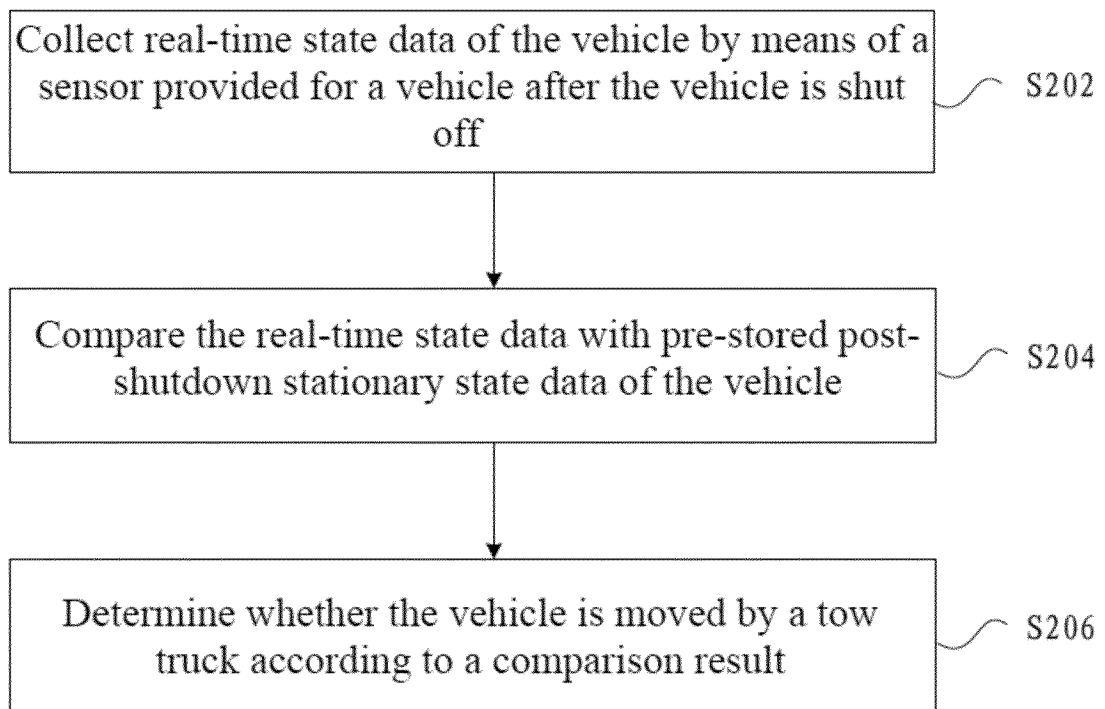 Collect real-time state data of the vehicle by means of a
sensor provided for a vehicle after the vehicle is shut
off
S202
Compare the real-time state data with pre-stored post-
shutdown stationary state data of the vehicle
S204
Determine whether the vehicle is moved by a tow
truck according to a comparison result
S206